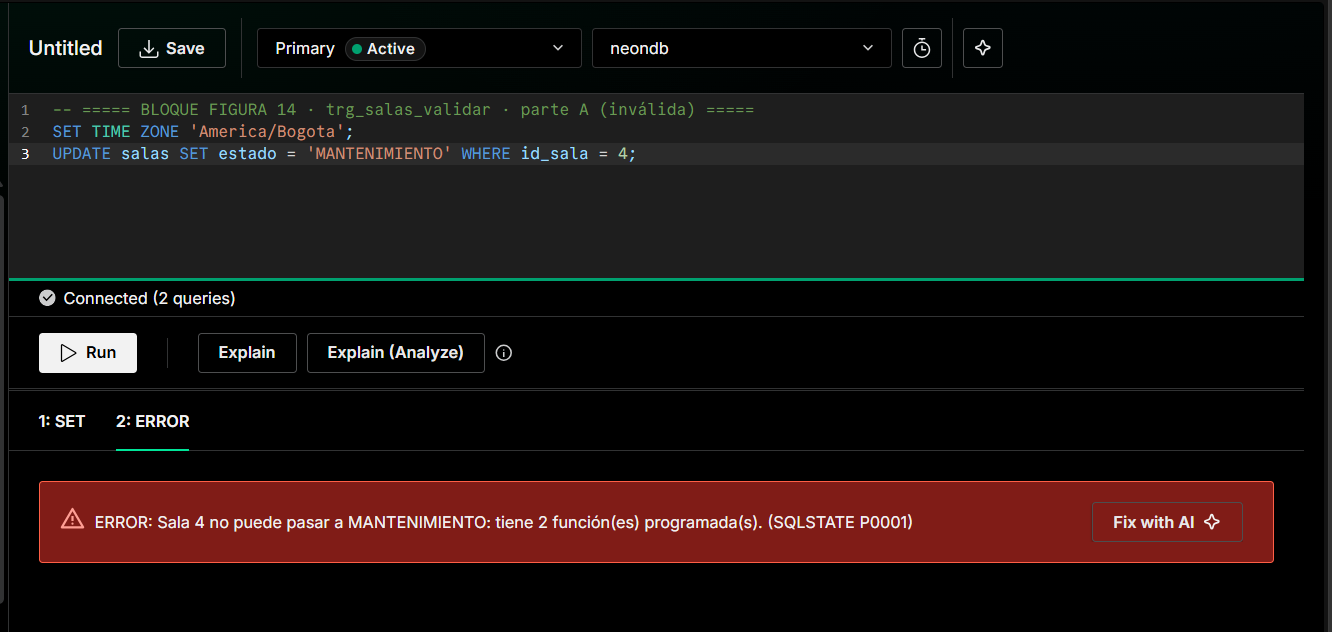 Untitled Save Primary Active neondb
1 -- ===== BLOQUE FIGURA 14 · trg_salas_validar · parte A (inválida) =====
2 SET TIME ZONE 'America/Bogota';
3 UPDATE salas SET estado = 'MANTENIMIENTO' WHERE id_sala = 4;
Connected (2 queries)
Run Explain Explain (Analyze)
1: SET 2: ERROR
ERROR: Sala 4 no puede pasar a MANTENIMIENTO: tiene 2 función(es) programada(s). (SQLSTATE P0001) Fix with AI